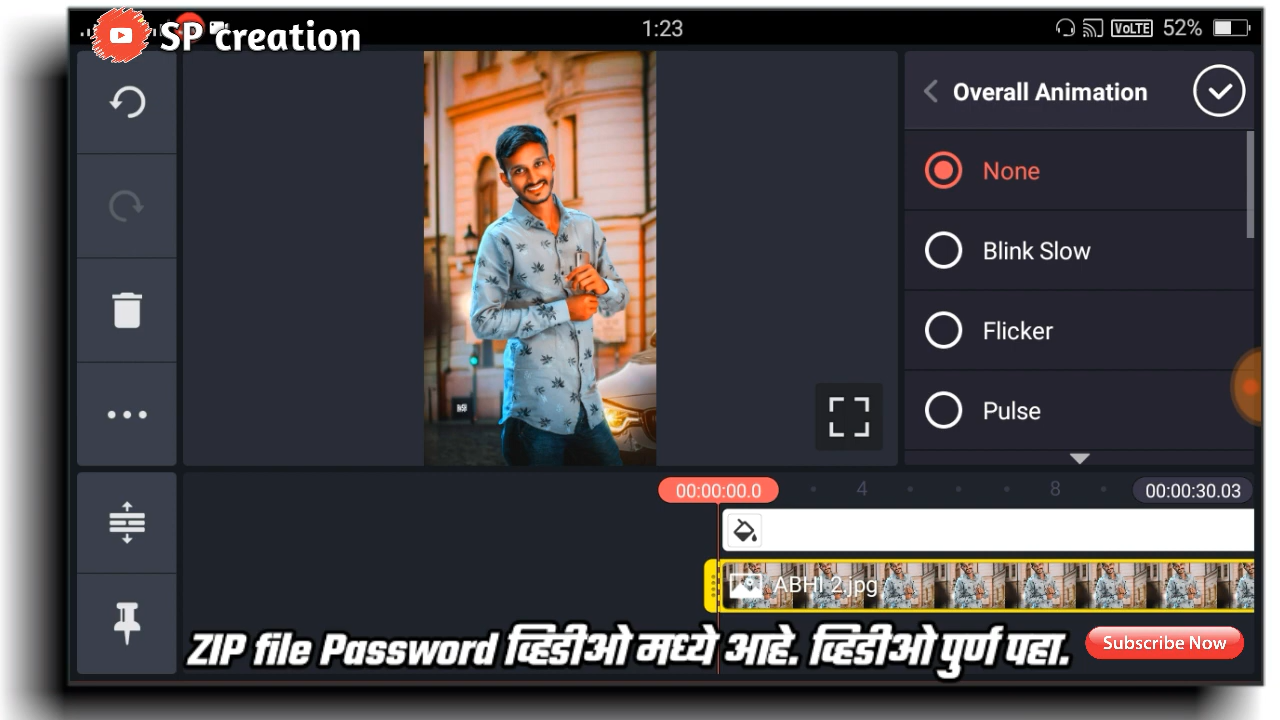 SP creation
1:23
VoLTE 52%
Overall Animation
None
Blink Slow
Flicker
Pulse
00:00:00.0
4
8
00:00:30.03
ABHI 2.jpg
ZIP file Password व्हिडीओ मध्ये आहे. व्हिडीओ पुर्ण पहा.
Subscribe Now